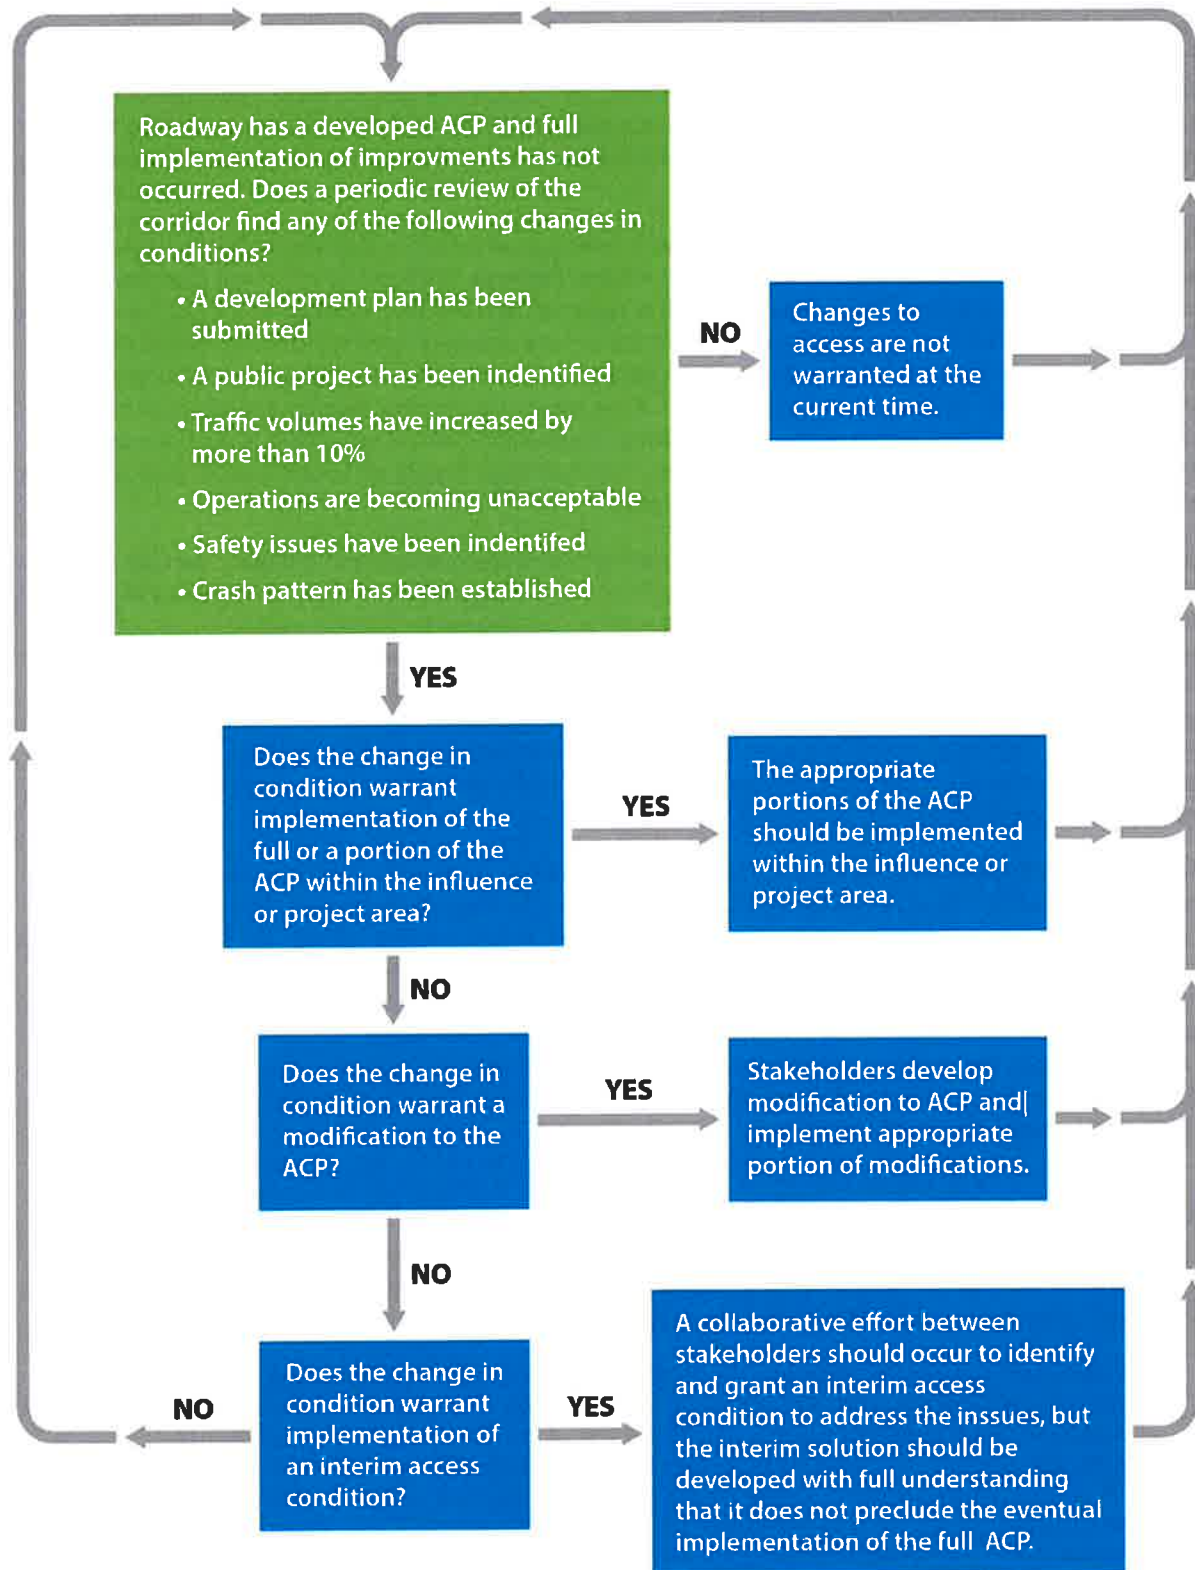 Roadway has a developed ACP and full
implementation of improvments has not
occurred. Does a periodic review of the
corridor find any of the following changes in
conditions?
• A development plan has been
submitted
• A public project has been indentified
• Traffic volumes have increased by
more than 10%
• Operations are becoming unacceptable
• Safety issues have been indentifed
• Crash pattern has been established
NO
Changes to
access are not
warranted at the
current time.
YES
Does the change in
condition warrant
implementation of the
full or a portion of the
ACP within the influence
or project area?
YES
The appropriate
portions of the ACP
should be implemented
within the influence or
project area.
NO
Does the change in
condition warrant a
modification to the
ACP?
YES
Stakeholders develop
modification to ACP and|
implement appropriate
portion of modifications.
NO
Does the change in
condition warrant
implementation of
an interim access
condition?
NO
YES
A collaborative effort between
stakeholders should occur to identify
and grant an interim access
condition to address the inssues, but
the interim solution should be
developed with full understanding
that it does not preclude the eventual
implementation of the full ACP.